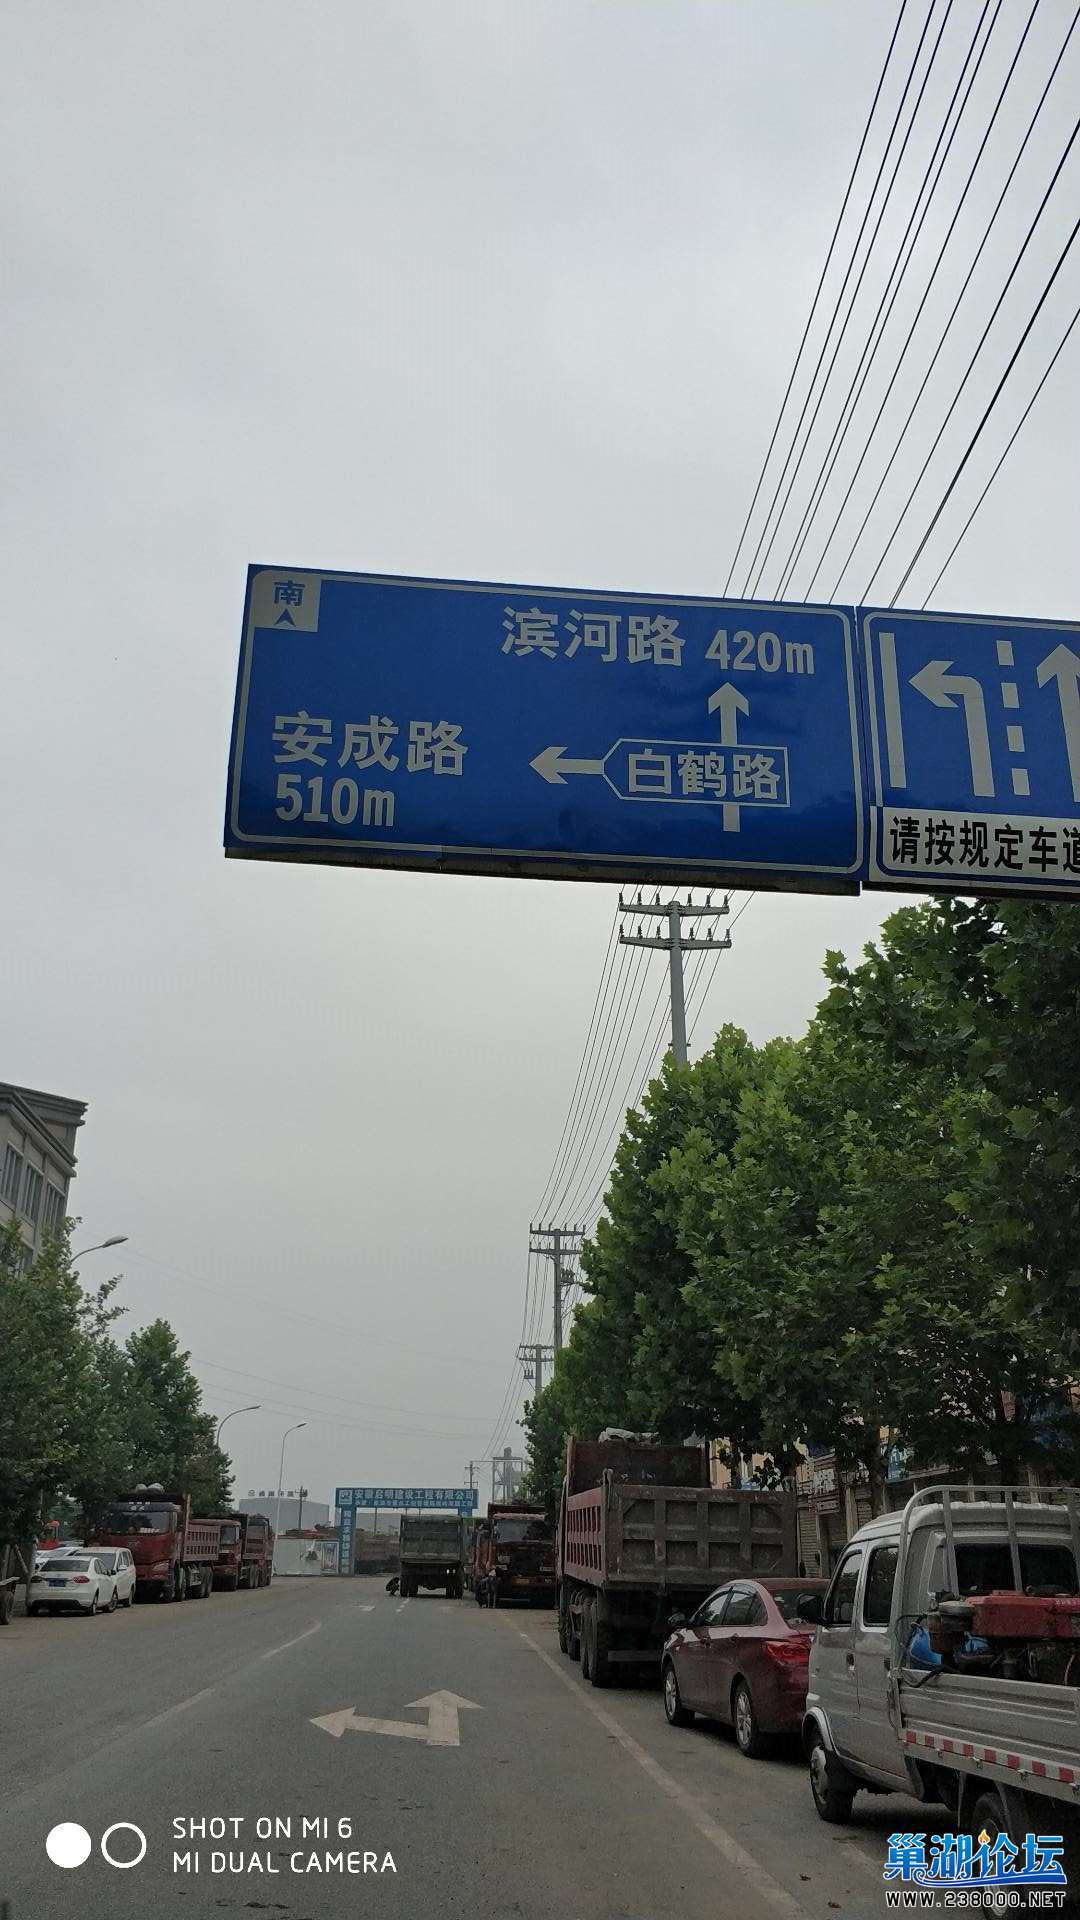 南
滨河路 420m
安成路
510m
白鹤路
请按规定车道
安徽启明建设工程有限公司
SHOT ON MI 6
MI DUAL CAMERA
巢湖论坛
WWW.238000.NET